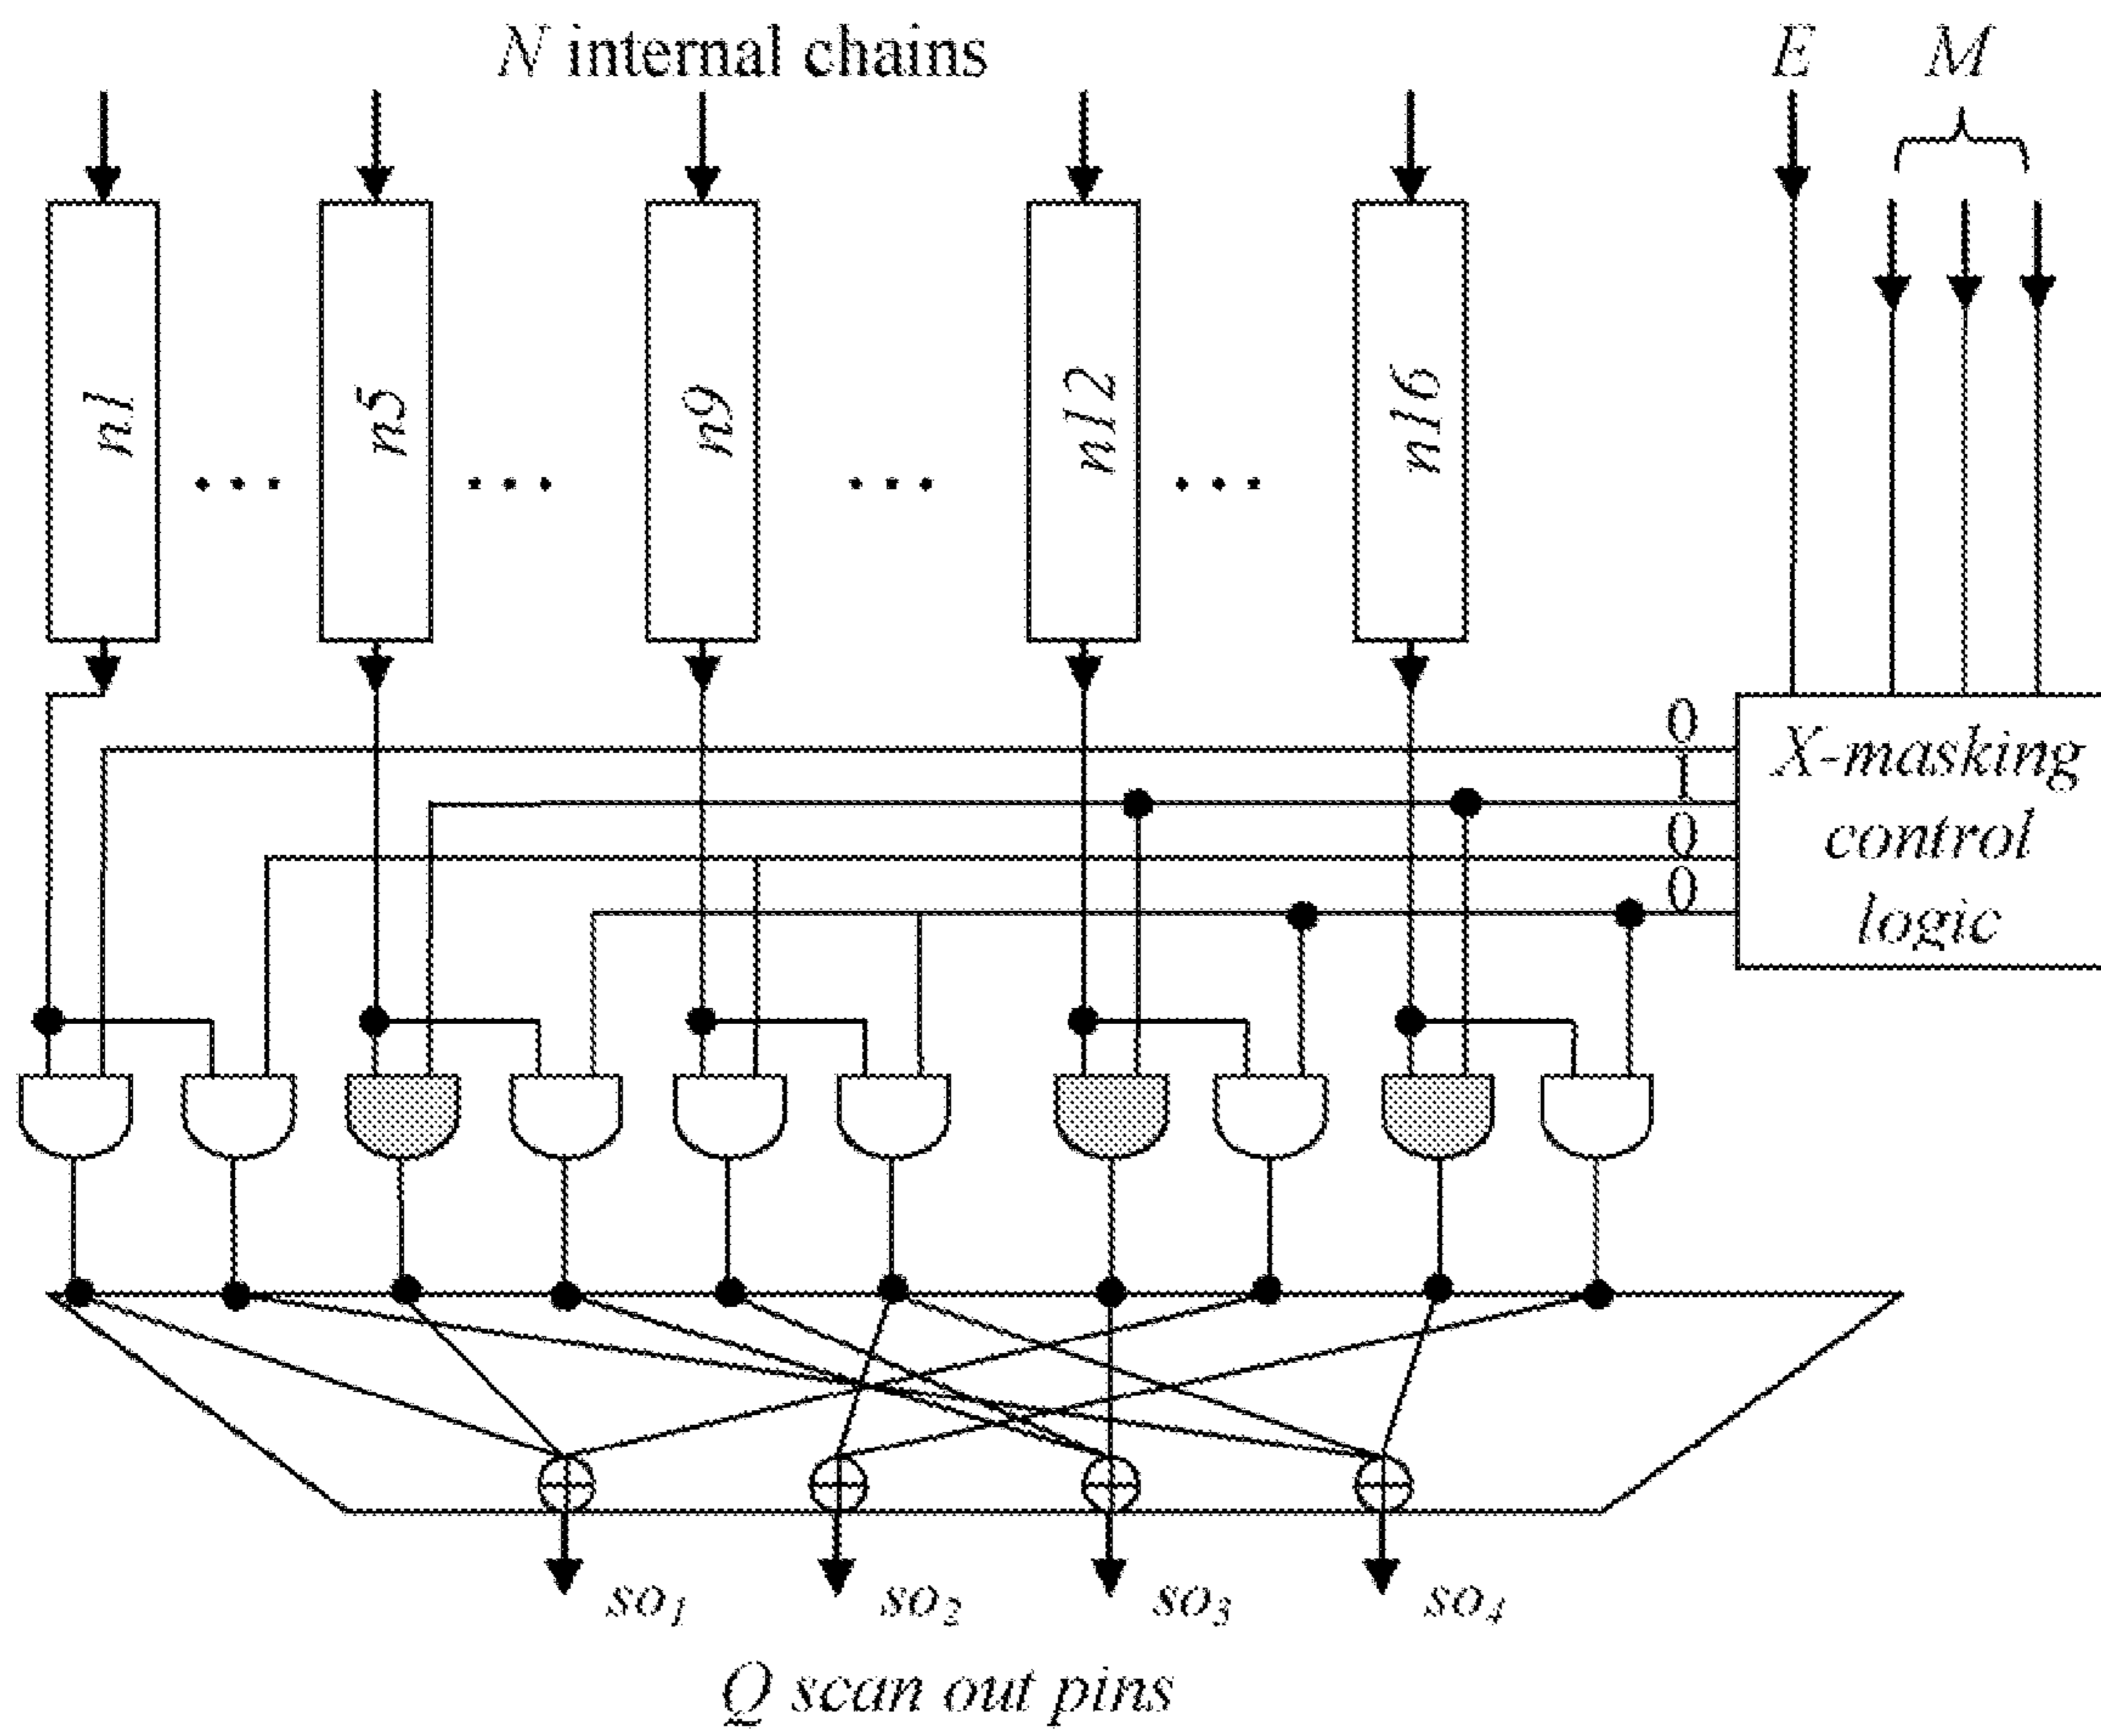 N internal chains
E
M
n1
n5
n9
n12
n16
0
1
0
0
X-masking
control
logic
so1
so2
so3
so4
Q scan out pins